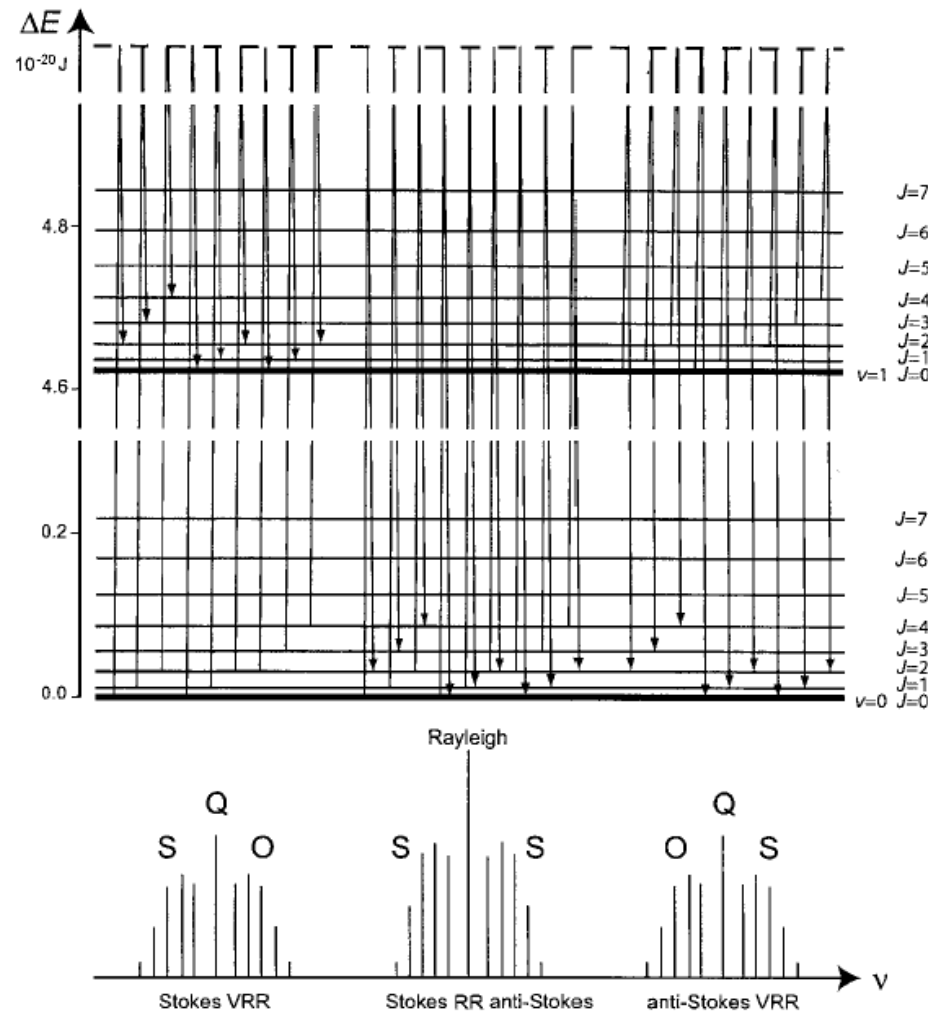 ΔE
10⁻²⁰J
J=7
4.8
J=6
J=5
J=4
J=3
J=2
J=1
4.6
v=1 J=0
J=7
0.2
J=6
J=5
J=4
J=3
J=2
J=1
0.0
v=0 J=0
Rayleigh
Q Q
S O S S O S
ν
Stokes VRR Stokes RR anti-Stokes anti-Stokes VRR